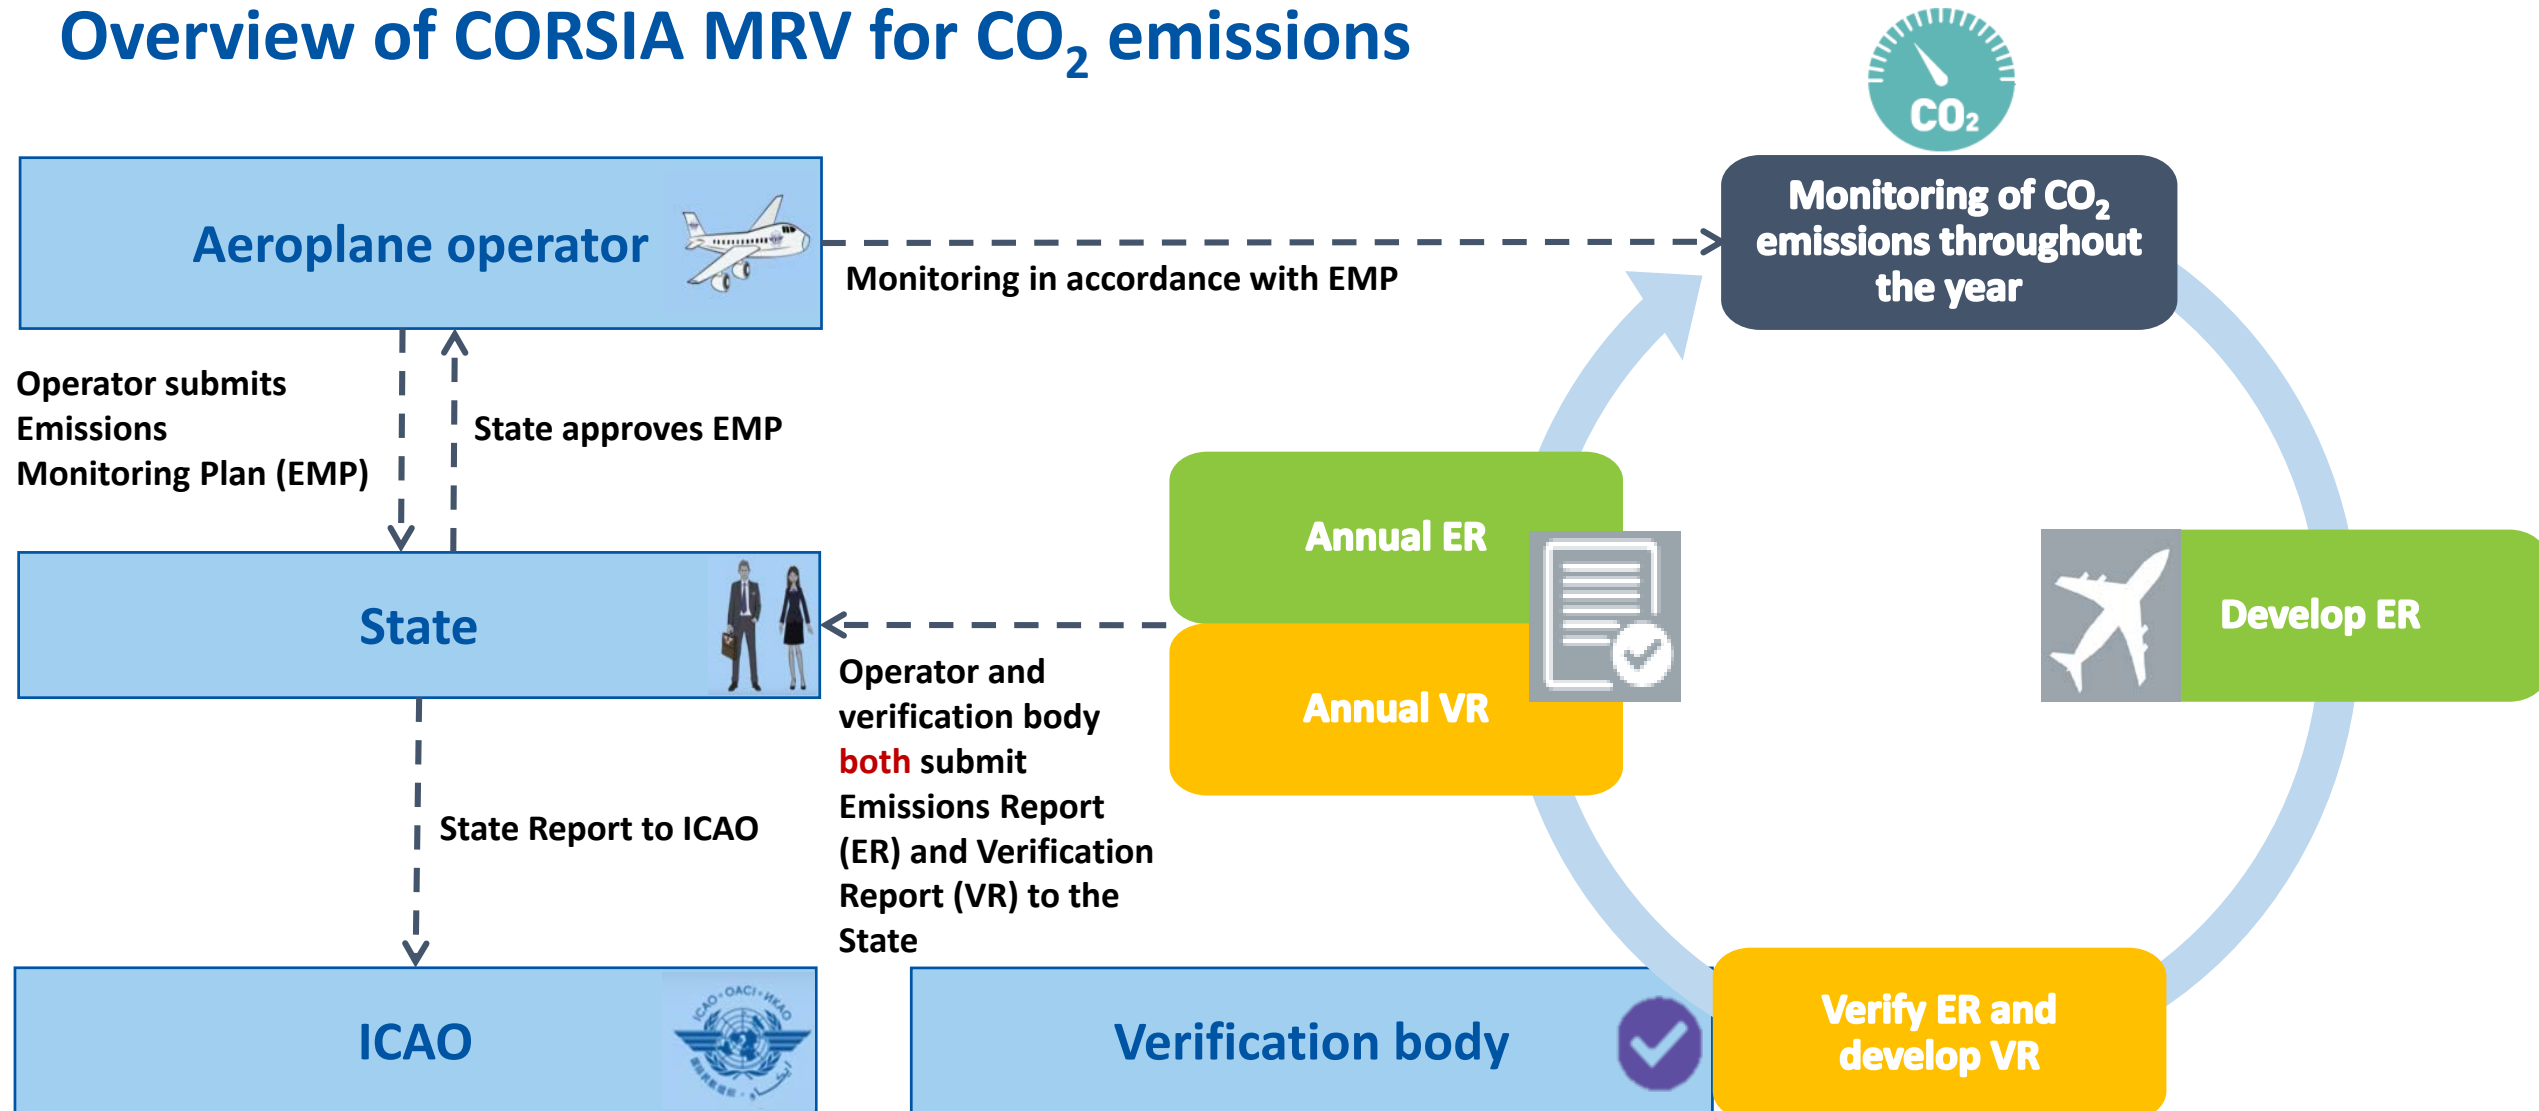 Overview of CORSIA MRV for CO₂ emissions
CO₂
Aeroplane operator
Monitoring in accordance with EMP
Monitoring of CO₂
emissions throughout
the year
Operator submits
Emissions
Monitoring Plan (EMP)
State approves EMP
State
Annual ER
Annual VR
Develop ER
Operator and
verification body
both submit
Emissions Report
(ER) and Verification
Report (VR) to the
State
State Report to ICAO
ICAO
ICAO · OACI · ИКАО
Verification body
Verify ER and
develop VR